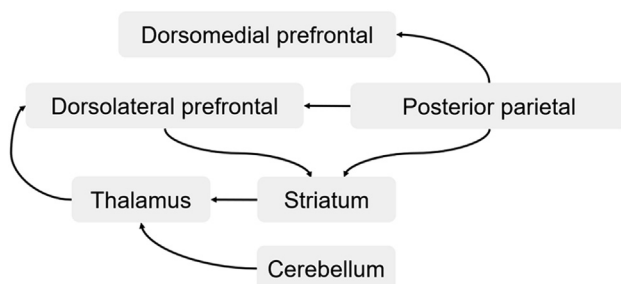 Dorsomedial prefrontal
Dorsolateral prefrontal
Posterior parietal
Thalamus
Striatum
Cerebellum